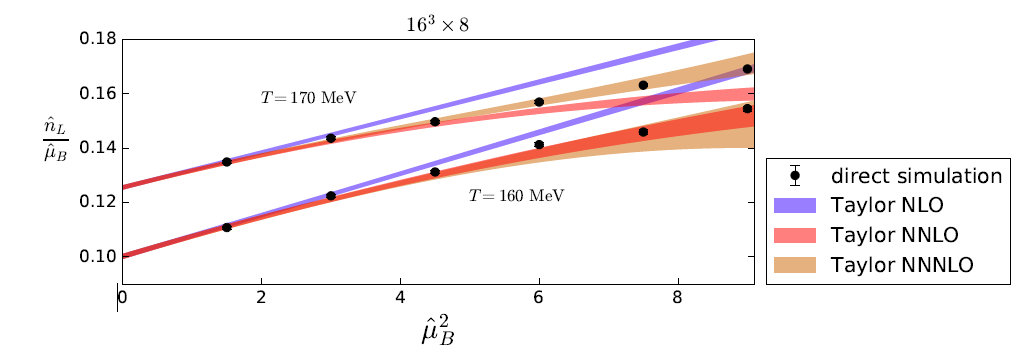 16³ × 8
0.18
0.16
0.14
0.12
0.10
n̂_L
μ̂_B
T = 170 MeV
T = 160 MeV
0 2 4 6 8
μ̂²_B
direct simulation
Taylor NLO
Taylor NNLO
Taylor NNNLO